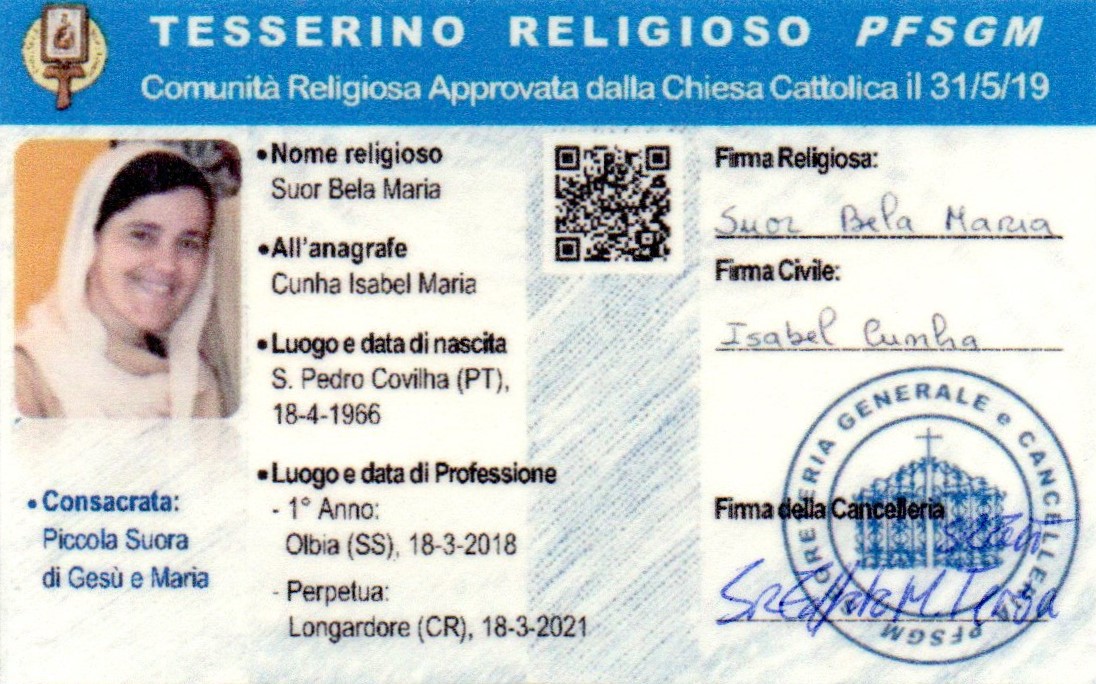 TESSERINO RELIGIOSO PFSGM
Comunità Religiosa Approvata dalla Chiesa Cattolica il 31/5/19
•Nome religioso
Suor Bela Maria
•All'anagrafe
Cunha Isabel Maria
•Luogo e data di nascita
S. Pedro Covilha (PT),
18-4-1966
•Luogo e data di Professione
- 1° Anno:
Olbia (SS), 18-3-2018
- Perpetua:
Longardore (CR), 18-3-2021
• Consacrata:
Piccola Suora
di Gesù e Maria
Firma Religiosa:
Suor Bela Maria
Firma Civile:
Isabel Cunha
Firma della Cancelleria
GENERALE e
PFSGM